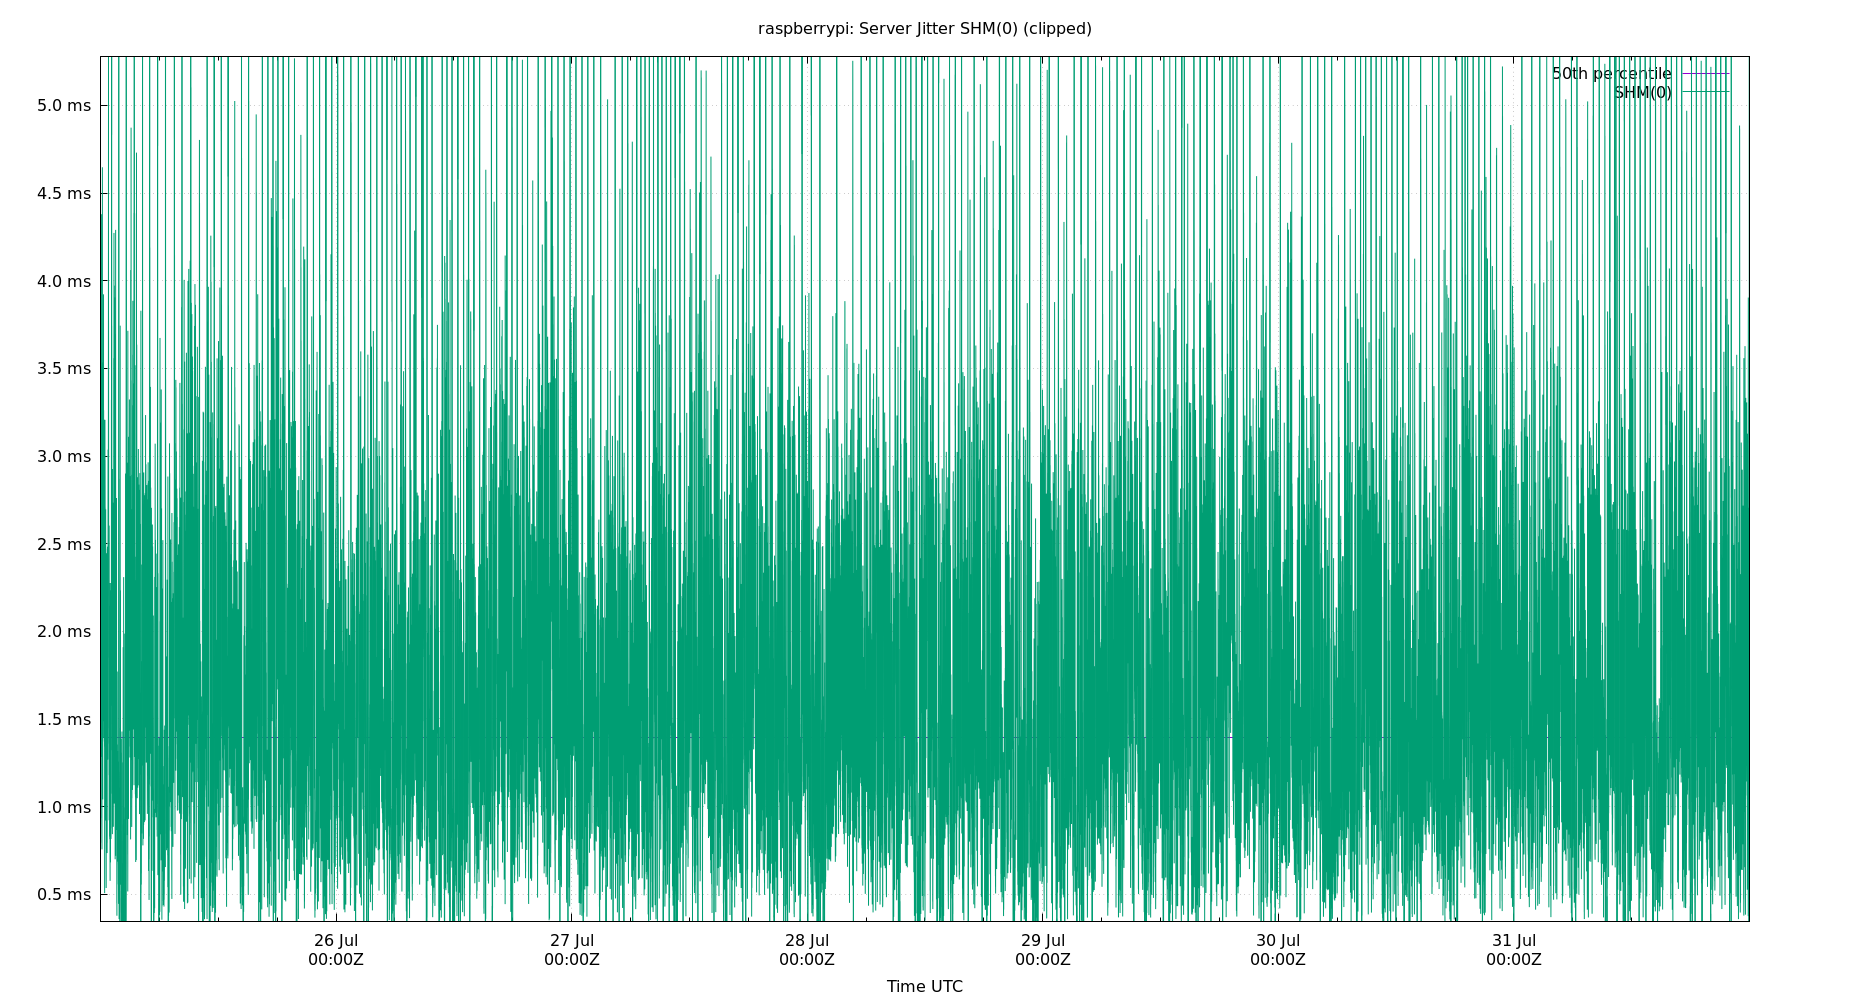 raspberrypi: Server Jitter SHM(0) (clipped)
50th percentile
SHM(0)
5.0 ms
4.5 ms
4.0 ms
3.5 ms
3.0 ms
2.5 ms
2.0 ms
1.5 ms
1.0 ms
0.5 ms
26 Jul 27 Jul 28 Jul 29 Jul 30 Jul 31 Jul
00:00Z 00:00Z 00:00Z 00:00Z 00:00Z 00:00Z
Time UTC